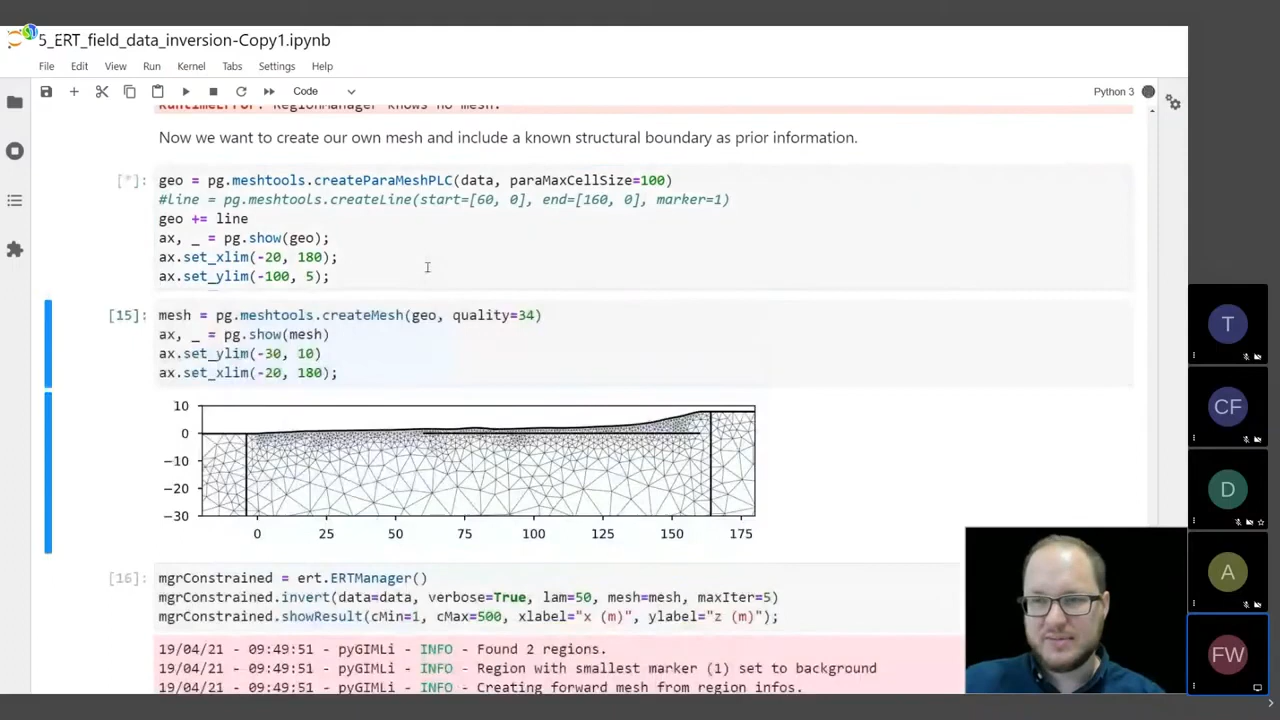 5_ERT_field_data_inversion-Copy1.ipynb
File Edit View Run Kernel Tabs Settings Help
Code
Python 3
RuntimeError: RegionManager knows no mesh.
Now we want to create our own mesh and include a known structural boundary as prior information.
[*]: geo = pg.meshtools.createParaMeshPLC(data, paraMaxCellSize=100)
#line = pg.meshtools.createLine(start=[60, 0], end=[160, 0], marker=1)
geo += line
ax, _ = pg.show(geo);
ax.set_xlim(-20, 180);
ax.set_ylim(-100, 5);
[15]: mesh = pg.meshtools.createMesh(geo, quality=34)
ax, _ = pg.show(mesh)
ax.set_ylim(-30, 10)
ax.set_xlim(-20, 180);
10
0
−10
−20
−30
0 25 50 75 100 125 150 175
[16]: mgrConstrained = ert.ERTManager()
mgrConstrained.invert(data=data, verbose=True, lam=50, mesh=mesh, maxIter=5)
mgrConstrained.showResult(cMin=1, cMax=500, xlabel="x (m)", ylabel="z (m)");
19/04/21 - 09:49:51 - pyGIMLi - INFO - Found 2 regions.
19/04/21 - 09:49:51 - pyGIMLi - INFO - Region with smallest marker (1) set to background
19/04/21 - 09:49:51 - pyGIMLi - INFO - Creating forward mesh from region infos.
T
CF
D
A
FW